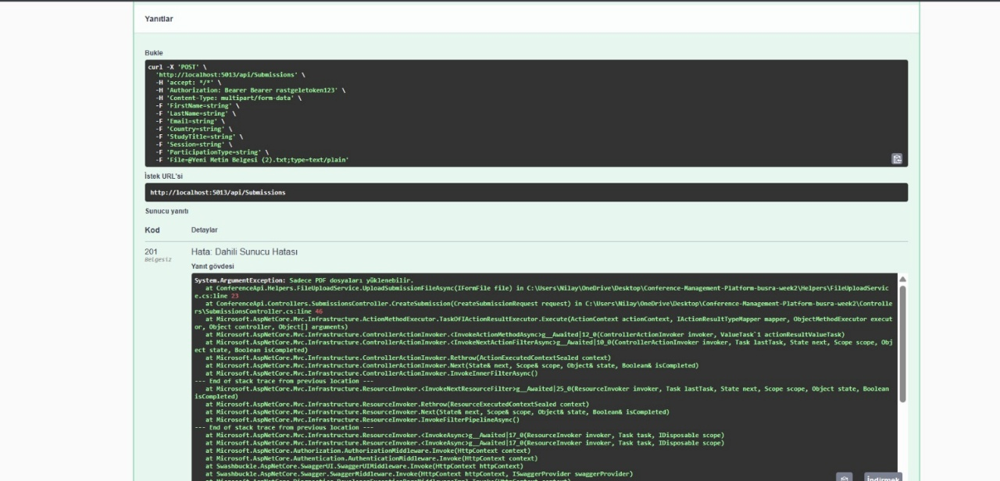 Yanıtlar
Bukle
curl -X 'POST' \
'http://localhost:5013/api/Submissions' \
-H 'accept: */*' \
-H 'Authorization: Bearer Bearer rastgeletoken123' \
-H 'Content-Type: multipart/form-data' \
-F 'FirstName=string' \
-F 'LastName=string' \
-F 'Email=string' \
-F 'Country=string' \
-F 'StudyTitle=string' \
-F 'Session=string' \
-F 'ParticipationType=string' \
-F 'File=@Yeni Metin Belgesi (2).txt;type=text/plain'
İstek URL'si
http://localhost:5013/api/Submissions
Sunucu yanıtı
Kod Detaylar
201 Hata: Dahili Sunucu Hatası
Belgesiz
Yanıt gövdesi
System.ArgumentException: Sadece PDF dosyaları yüklenebilir.
at ConferenceApi.Helpers.FileUploadService.UploadSubmissionFileAsync(IFormFile file) in C:\Users\Nilay\OneDrive\Desktop\Conference-Management-Platform-busra-week2\Helpers\FileUploadServic
e.cs:line 23
at ConferenceApi.Controllers.SubmissionsController.CreateSubmission(CreateSubmissionRequest request) in C:\Users\Nilay\OneDrive\Desktop\Conference-Management-Platform-busra-week2\Controlle
rs\SubmissionsController.cs:line 46
at Microsoft.AspNetCore.Mvc.Infrastructure.ActionMethodExecutor.TaskOfIActionResultExecutor.Execute(ActionContext actionContext, IActionResultTypeMapper mapper, ObjectMethodExecutor execut
or, Object controller, Object[] arguments)
at Microsoft.AspNetCore.Mvc.Infrastructure.ControllerActionInvoker.<InvokeActionMethodAsync>g__Awaited|12_0(ControllerActionInvoker invoker, ValueTask`1 actionResultValueTask)
at Microsoft.AspNetCore.Mvc.Infrastructure.ControllerActionInvoker.<InvokeNextActionFilterAsync>g__Awaited|10_0(ControllerActionInvoker invoker, Task lastTask, State next, Scope scope, Obj
ect state, Boolean isCompleted)
at Microsoft.AspNetCore.Mvc.Infrastructure.ControllerActionInvoker.Rethrow(ActionExecutedContextSealed context)
at Microsoft.AspNetCore.Mvc.Infrastructure.ControllerActionInvoker.Next(State& next, Scope& scope, Object& state, Boolean& isCompleted)
at Microsoft.AspNetCore.Mvc.Infrastructure.ControllerActionInvoker.InvokeInnerFilterAsync()
--- End of stack trace from previous location ---
at Microsoft.AspNetCore.Mvc.Infrastructure.ResourceInvoker.<InvokeNextResourceFilter>g__Awaited|25_0(ResourceInvoker invoker, Task lastTask, State next, Scope scope, Object state, Boolean
isCompleted)
at Microsoft.AspNetCore.Mvc.Infrastructure.ResourceInvoker.Rethrow(ResourceExecutedContextSealed context)
at Microsoft.AspNetCore.Mvc.Infrastructure.ResourceInvoker.Next(State& next, Scope& scope, Object& state, Boolean& isCompleted)
at Microsoft.AspNetCore.Mvc.Infrastructure.ResourceInvoker.InvokeFilterPipelineAsync()
--- End of stack trace from previous location ---
at Microsoft.AspNetCore.Mvc.Infrastructure.ResourceInvoker.<InvokeAsync>g__Awaited|17_0(ResourceInvoker invoker, Task task, IDisposable scope)
at Microsoft.AspNetCore.Mvc.Infrastructure.ResourceInvoker.<InvokeAsync>g__Awaited|17_0(ResourceInvoker invoker, Task task, IDisposable scope)
at Microsoft.AspNetCore.Authorization.AuthorizationMiddleware.Invoke(HttpContext context)
at Microsoft.AspNetCore.Authentication.AuthenticationMiddleware.Invoke(HttpContext context)
at Swashbuckle.AspNetCore.SwaggerUI.SwaggerUIMiddleware.Invoke(HttpContext httpContext)
at Swashbuckle.AspNetCore.Swagger.SwaggerMiddleware.Invoke(HttpContext httpContext, ISwaggerProvider swaggerProvider)
İndirmek